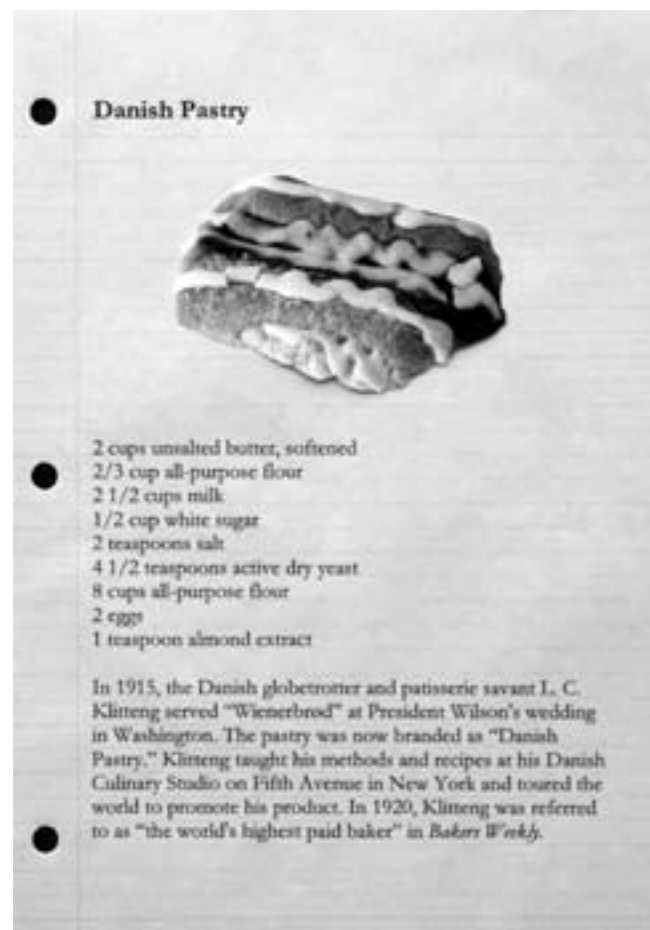 Danish Pastry
2 cups unsalted butter, softened
2/3 cup all-purpose flour
2 1/2 cups milk
1/2 cup white sugar
2 teaspoons salt
4 1/2 teaspoons active dry yeast
8 cups all-purpose flour
2 eggs
1 teaspoon almond extract
In 1915, the Danish globetrotter and patisserie savant L. C.
Klitteng served “Wienerbrød” at President Wilson's wedding
in Washington. The pastry was now branded as “Danish
Pastry.” Klitteng taught his methods and recipes at his Danish
Culinary Studio on Fifth Avenue in New York and toured the
world to promote his product. In 1920, Klitteng was referred
to as “the world's highest paid baker” in Bakers Weekly.